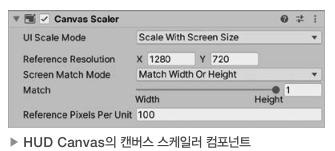 Canvas Scaler
UI Scale Mode Scale With Screen Size
Reference Resolution X 1280 Y 720
Screen Match Mode Match Width Or Height
Match 1
Width Height
Reference Pixels Per Unit 100
▶ HUD Canvas의 캔버스 스케일러 컴포넌트